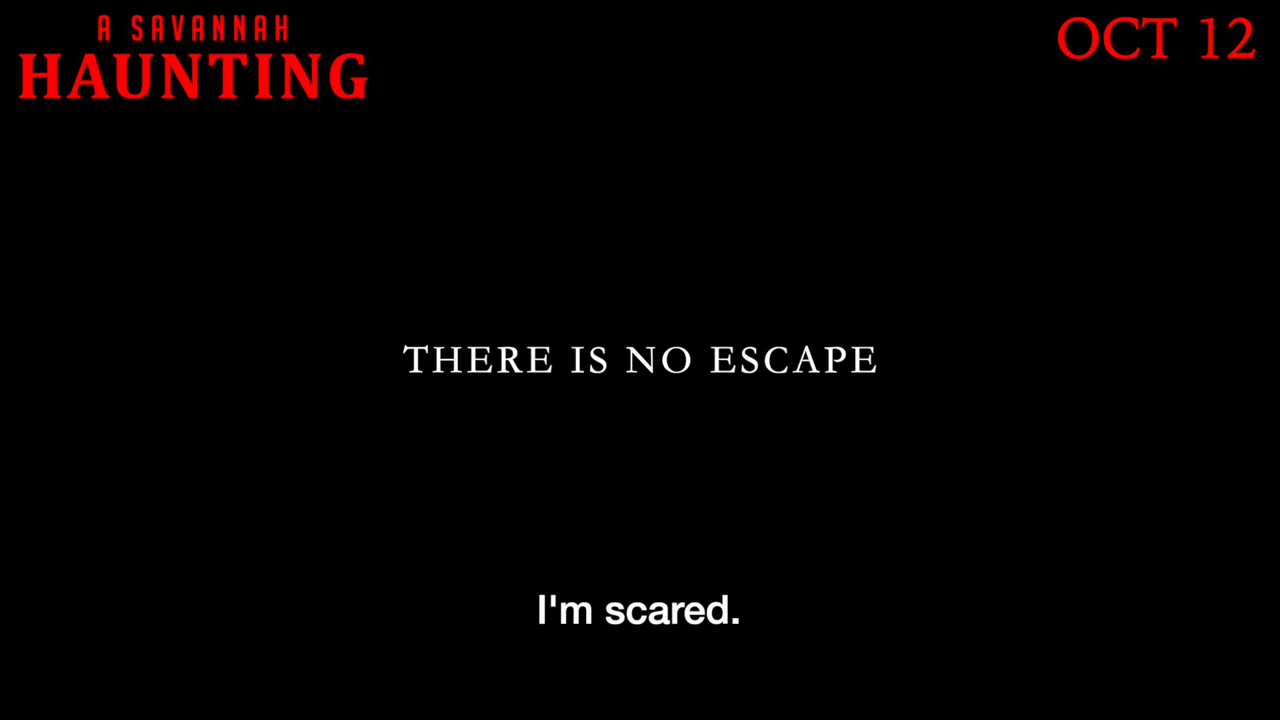 A SAVANNAH
HAUNTING
OCT 12
THERE IS NO ESCAPE
I'm scared.